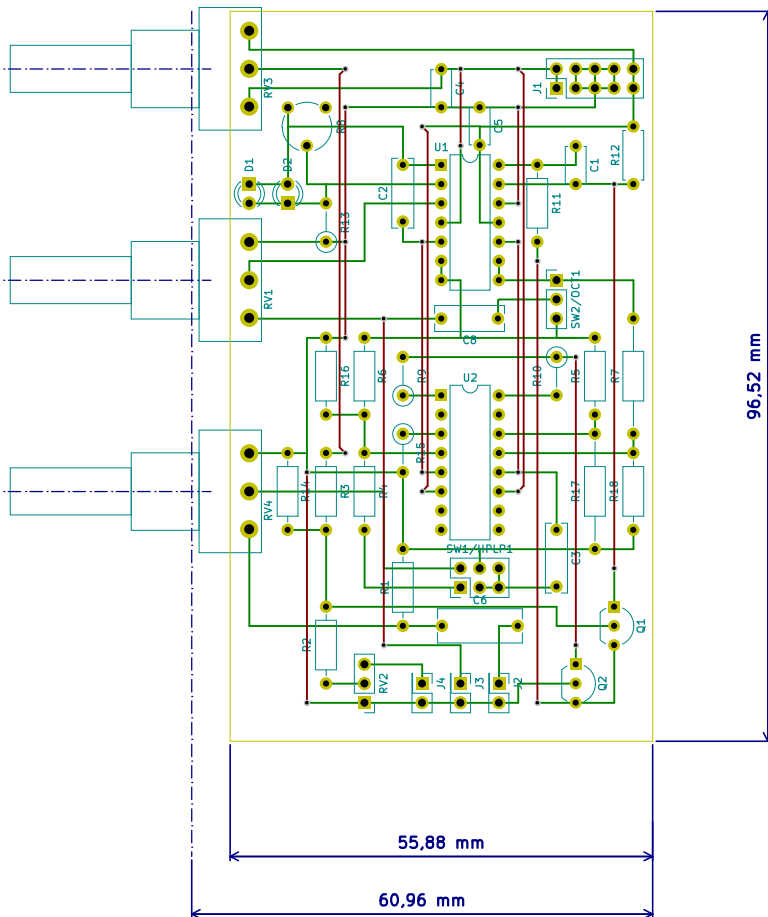 RV3
C4
J1
R8
C5
U1
R12
D1
D2
C1
C2
R11
R13
RV1
SW2/OCT1
C8
R16
R6
R9
R10
R5
R7
U2
R15
R14
R3
R4
R17
R18
RV4
SW1/HPLP1
C3
R1
C6
R2
Q1
RV2
J4
J3
J2
Q2
96,52 mm
55,88 mm
60,96 mm